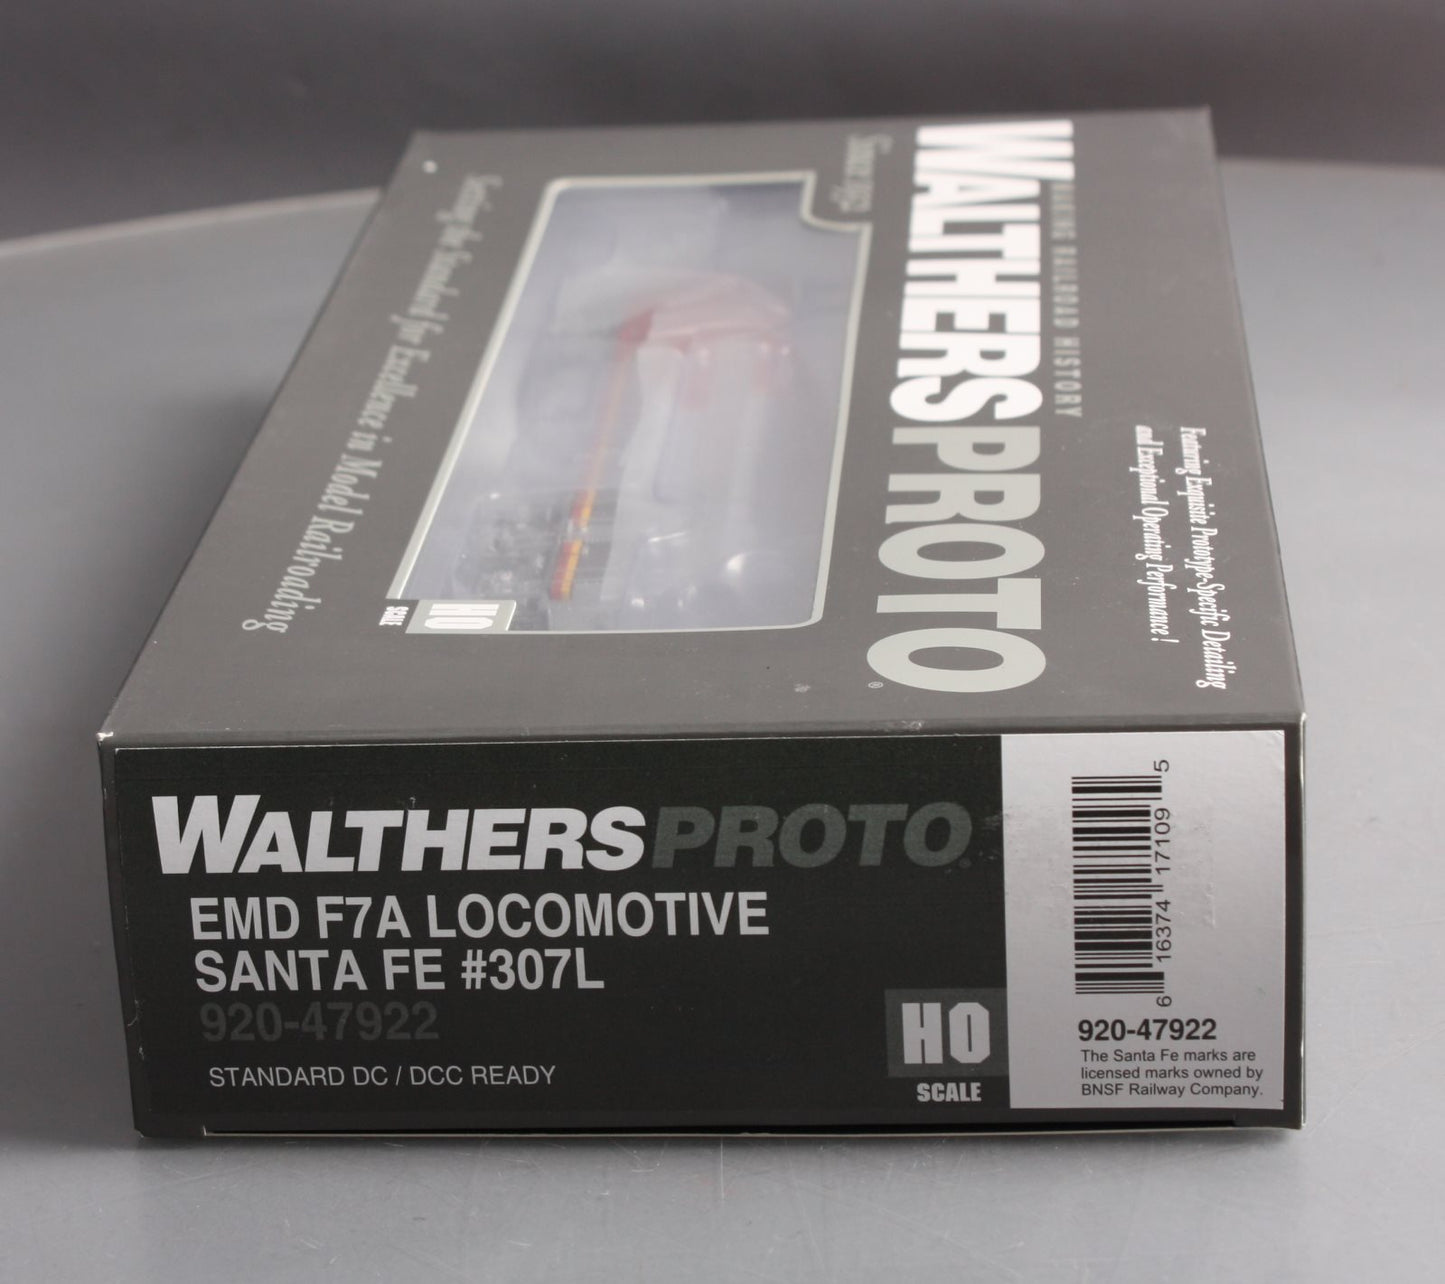 Setting the Standard for Excellence in Model Railroading
Since 1932
WALTHERSPROTO®
MAKING RAILROAD HISTORY
Featuring Exquisite Prototype-Specific Detailing
and Exceptional Operating Performance!
HO
SCALE
WALTHERSPROTO®
EMD F7A LOCOMOTIVE
SANTA FE #307L
920-47922
STANDARD DC / DCC READY
HO
SCALE
6 16374 17109 5
920-47922
The Santa Fe marks are
licensed marks owned by
BNSF Railway Company.